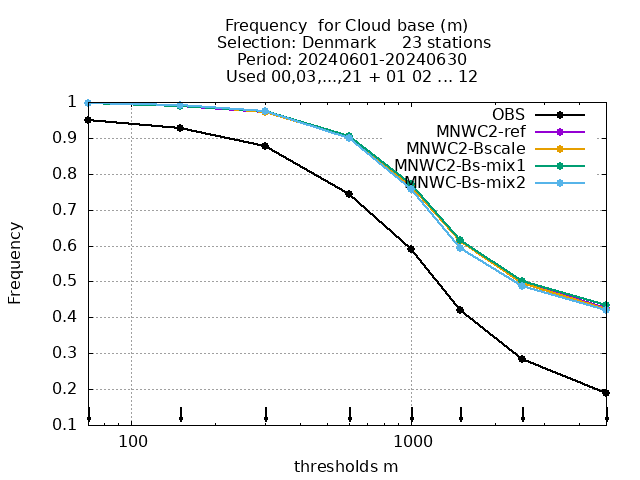 Frequency  for Cloud base (m)
Selection: Denmark     23 stations
Period: 20240601-20240630
Used 00,03,...,21 + 01 02 ... 12
OBS
MNWC2-ref
MNWC2-Bscale
MNWC2-Bs-mix1
MNWC-Bs-mix2
Frequency
1
0.9
0.8
0.7
0.6
0.5
0.4
0.3
0.2
0.1
100 1000
thresholds m